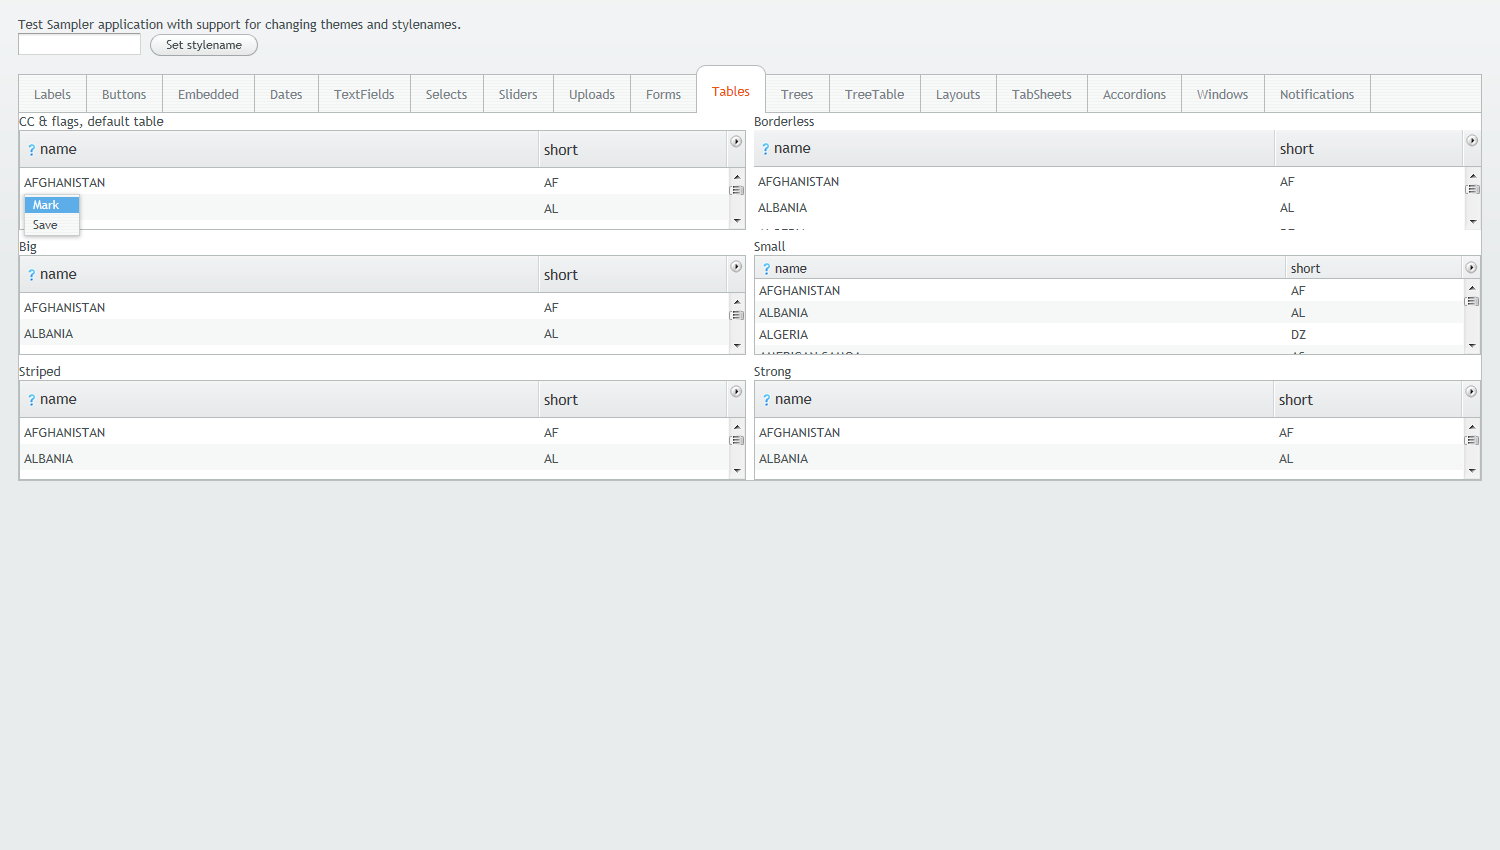 Test Sampler application with support for changing themes and stylenames.
Set stylename
Labels Buttons Embedded Dates TextFields Selects Sliders Uploads Forms Tables Trees TreeTable Layouts TabSheets Accordions Windows Notifications
CC & flags, default table
? name short
AFGHANISTAN AF
AL
Mark
Save
Borderless
? name short
AFGHANISTAN AF
ALBANIA AL
Big
? name short
AFGHANISTAN AF
ALBANIA AL
Small
? name short
AFGHANISTAN AF
ALBANIA AL
ALGERIA DZ
Striped
? name short
AFGHANISTAN AF
ALBANIA AL
Strong
? name short
AFGHANISTAN AF
ALBANIA AL